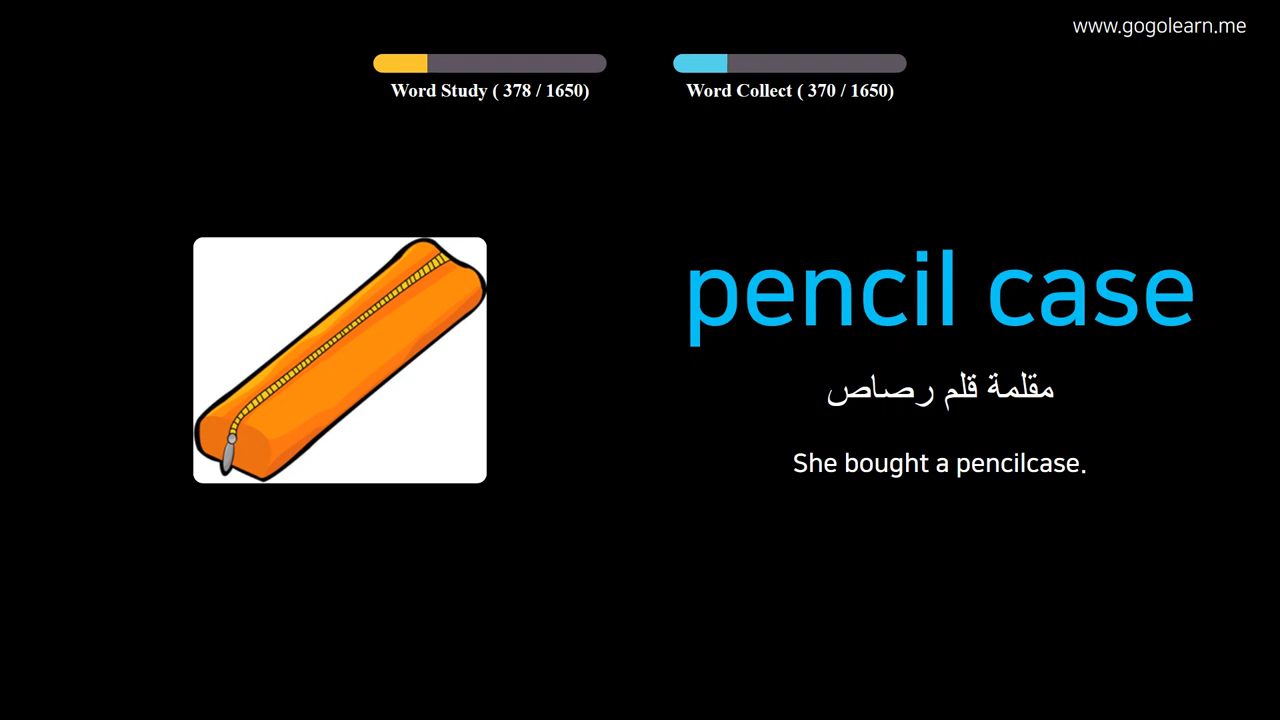 www.gogolearn.me
Word Study ( 378 / 1650)
Word Collect ( 370 / 1650)
pencil case
مقلمة قلم رصاص
She bought a pencilcase.